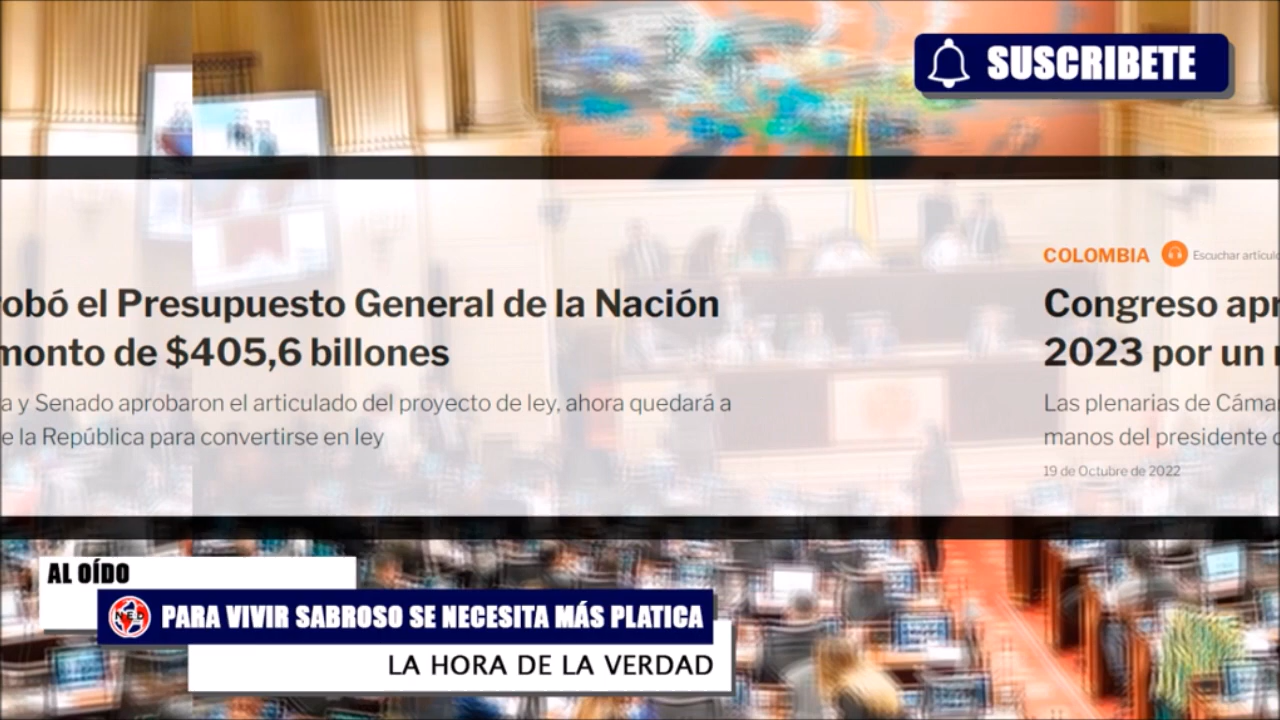 SUSCRIBETE
obó el Presupuesto General de la Nación
monto de $405,6 billones
a y Senado aprobaron el articulado del proyecto de ley, ahora quedará a
e la República para convertirse en ley
COLOMBIA Escuchar artículo
Congreso apr
2023 por un
Las plenarias de Cáma
manos del presidente
19 de Octubre de 2022
AL OÍDO
PARA VIVIR SABROSO SE NECESITA MÁS PLATICA
LA HORA DE LA VERDAD